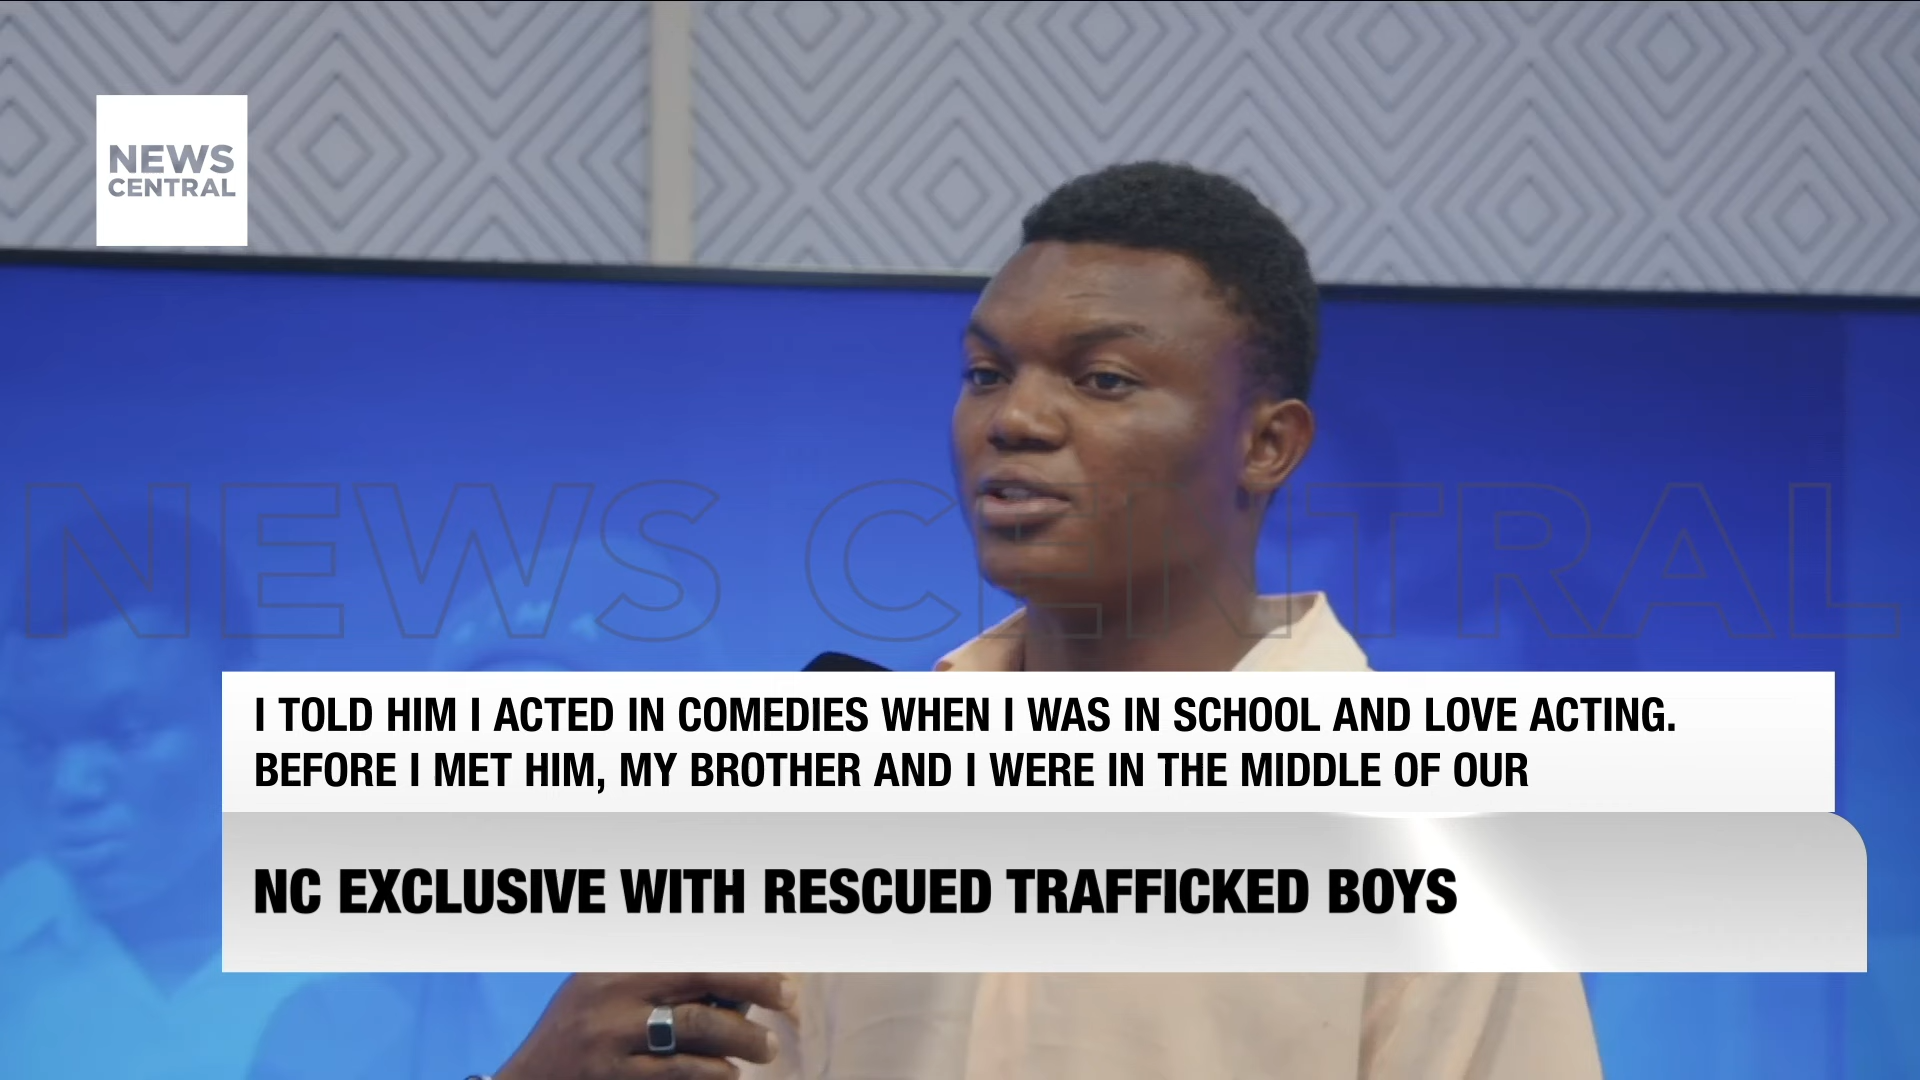 NEWS
CENTRAL
NEWS CENTRAL
I TOLD HIM I ACTED IN COMEDIES WHEN I WAS IN SCHOOL AND LOVE ACTING.
BEFORE I MET HIM, MY BROTHER AND I WERE IN THE MIDDLE OF OUR
NC EXCLUSIVE WITH RESCUED TRAFFICKED BOYS